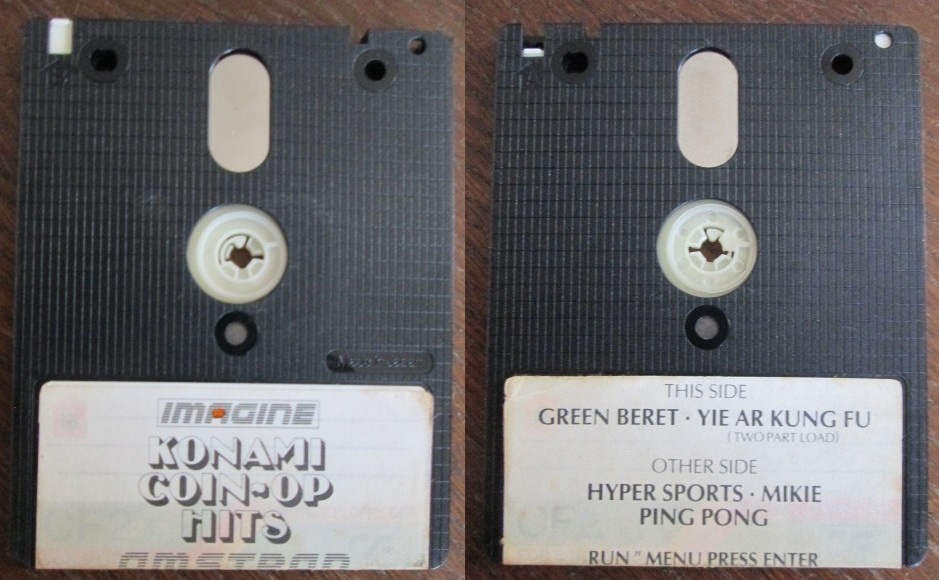 IMAGINE
KONAMI
COIN-OP
HITS
AMSTRAD
THIS SIDE
GREEN BERET · YIE AR KUNG FU
(TWO PART LOAD)
OTHER SIDE
HYPER SPORTS · MIKIE
PING PONG
RUN "MENU PRESS ENTER